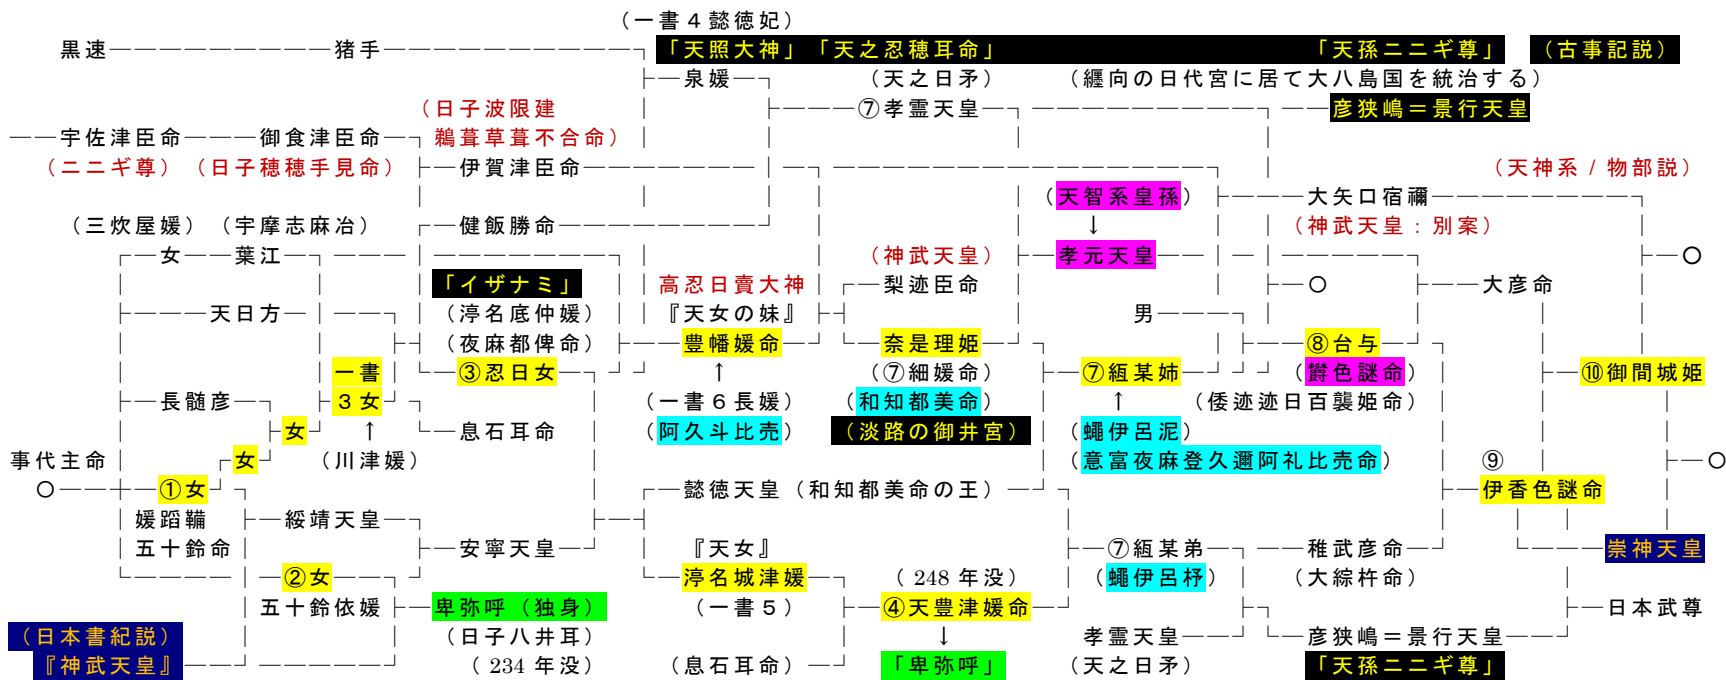 （一書４懿徳妃）
黒速―――――――――猪手―――――――――――┐「天照大神」「天之忍穂耳命」 「天孫ニニギ尊」 （古事記説）
├―泉媛―┐ （天之日矛） （纒向の日代宮に居て大八島国を統治する）
（日子波限建 ├―――⑦孝霊天皇―┐―――――――――┐――彦狭嶋＝景行天皇
――宇佐津臣命―――御食津臣命―┐ 鵜葺草葺不合命）
（ニニギ尊）（日子穂穂手見命）├―伊賀津臣命――――――――┐―――――――――――――――┐ （天神系 / 物部説）
（天智系皇孫）├―――大矢口宿禰―――――――――┐
（三炊屋媛）（宇摩志麻冶） ┌―健飯勝命――――――――┘ ↓ （神武天皇：別案）
┌―女――葉江――┐―――┐―――――――┐ （神武天皇）├―孝元天皇―┐―┌―――――┐ ├―〇
「イザナミ」 高忍日賣大神 ┌―梨迹臣命 ├―〇 ├――大彦命
├―――天日方―｜――┐ （渟名底仲媛） 『天女の妹』├―┤ 男―――┐
（夜麻都俾命） ├――豊幡媛命――┘ └―奈是理姫――┘┐ ├――⑧台与―┘┐
一書 └―③忍日女――┐ ↑ （⑦細媛命） ├―⑦絙某姉――┘ （欝色謎命） ├―⑩御間城姫
├―長髄彦―┐ ├３女―┘┐ （一書６長媛） （和知都美命） ↑ （倭迹迹日百襲姫命）
├女┘ ↑ └―息石耳命 （阿久斗比売） （淡路の御井宮） （蠅伊呂泥）
事代主命 ┌女┘ （川津媛） （意富夜麻登久邇阿礼比売命） ⑨ ├―〇
〇―――┼―①女┘┐ ┌―懿徳天皇（和知都美命の王）―┘┐ ├―伊香色謎命
媛蹈鞴 ├―綏靖天皇―┐ ├―┤
五十鈴命 ├―安寧天皇―┘ 『天女』 ├―⑦絙某弟―┐――稚武彦命――┘ └―――崇神天皇
└――――――②女―――┘ └―渟名城津媛―┐ （ 248 年没） （蠅伊呂杼） （大綜杵命）
五十鈴依媛 ├―卑弥呼（独身） （一書５） ├―④天豊津媛命―┘ ├┐ ├―日本武尊
（日本書紀説） （日子八井耳） ↓ 孝霊天皇――┘└―彦狭嶋＝景行天皇――┘
『神武天皇』――┘――――┘ （ 234 年没） （息石耳命）―┘ 「卑弥呼」 （天之日矛） 「天孫ニニギ尊」